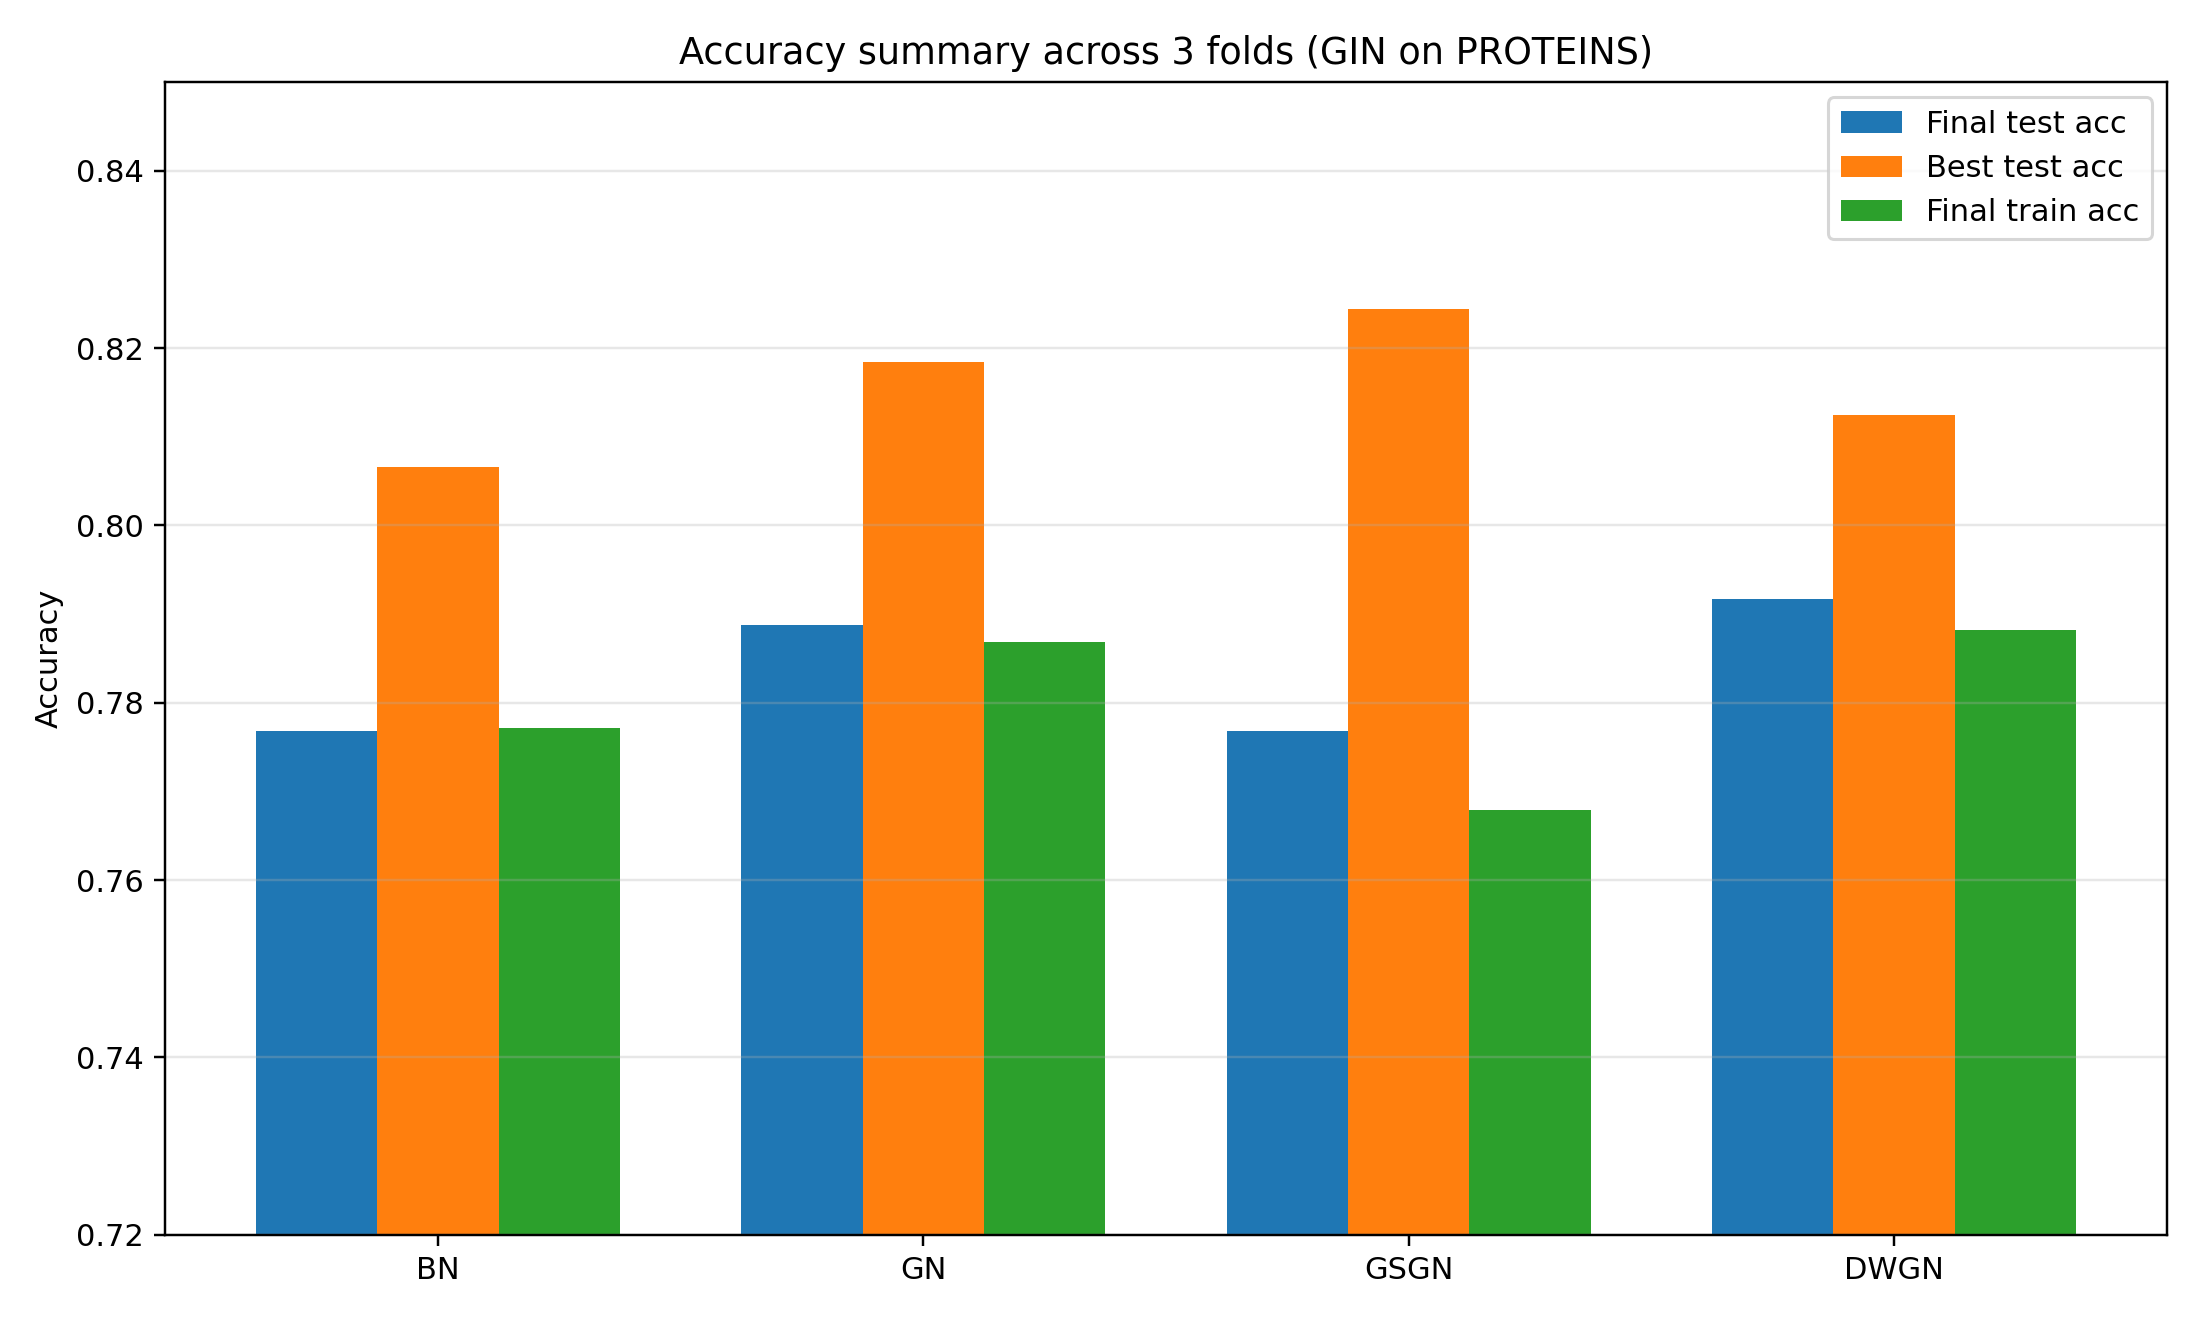 Accuracy summary across 3 folds (GIN on PROTEINS)
Final test acc
Best test acc
Final train acc
Accuracy
0.84
0.82
0.80
0.78
0.76
0.74
0.72
BN GN GSGN DWGN